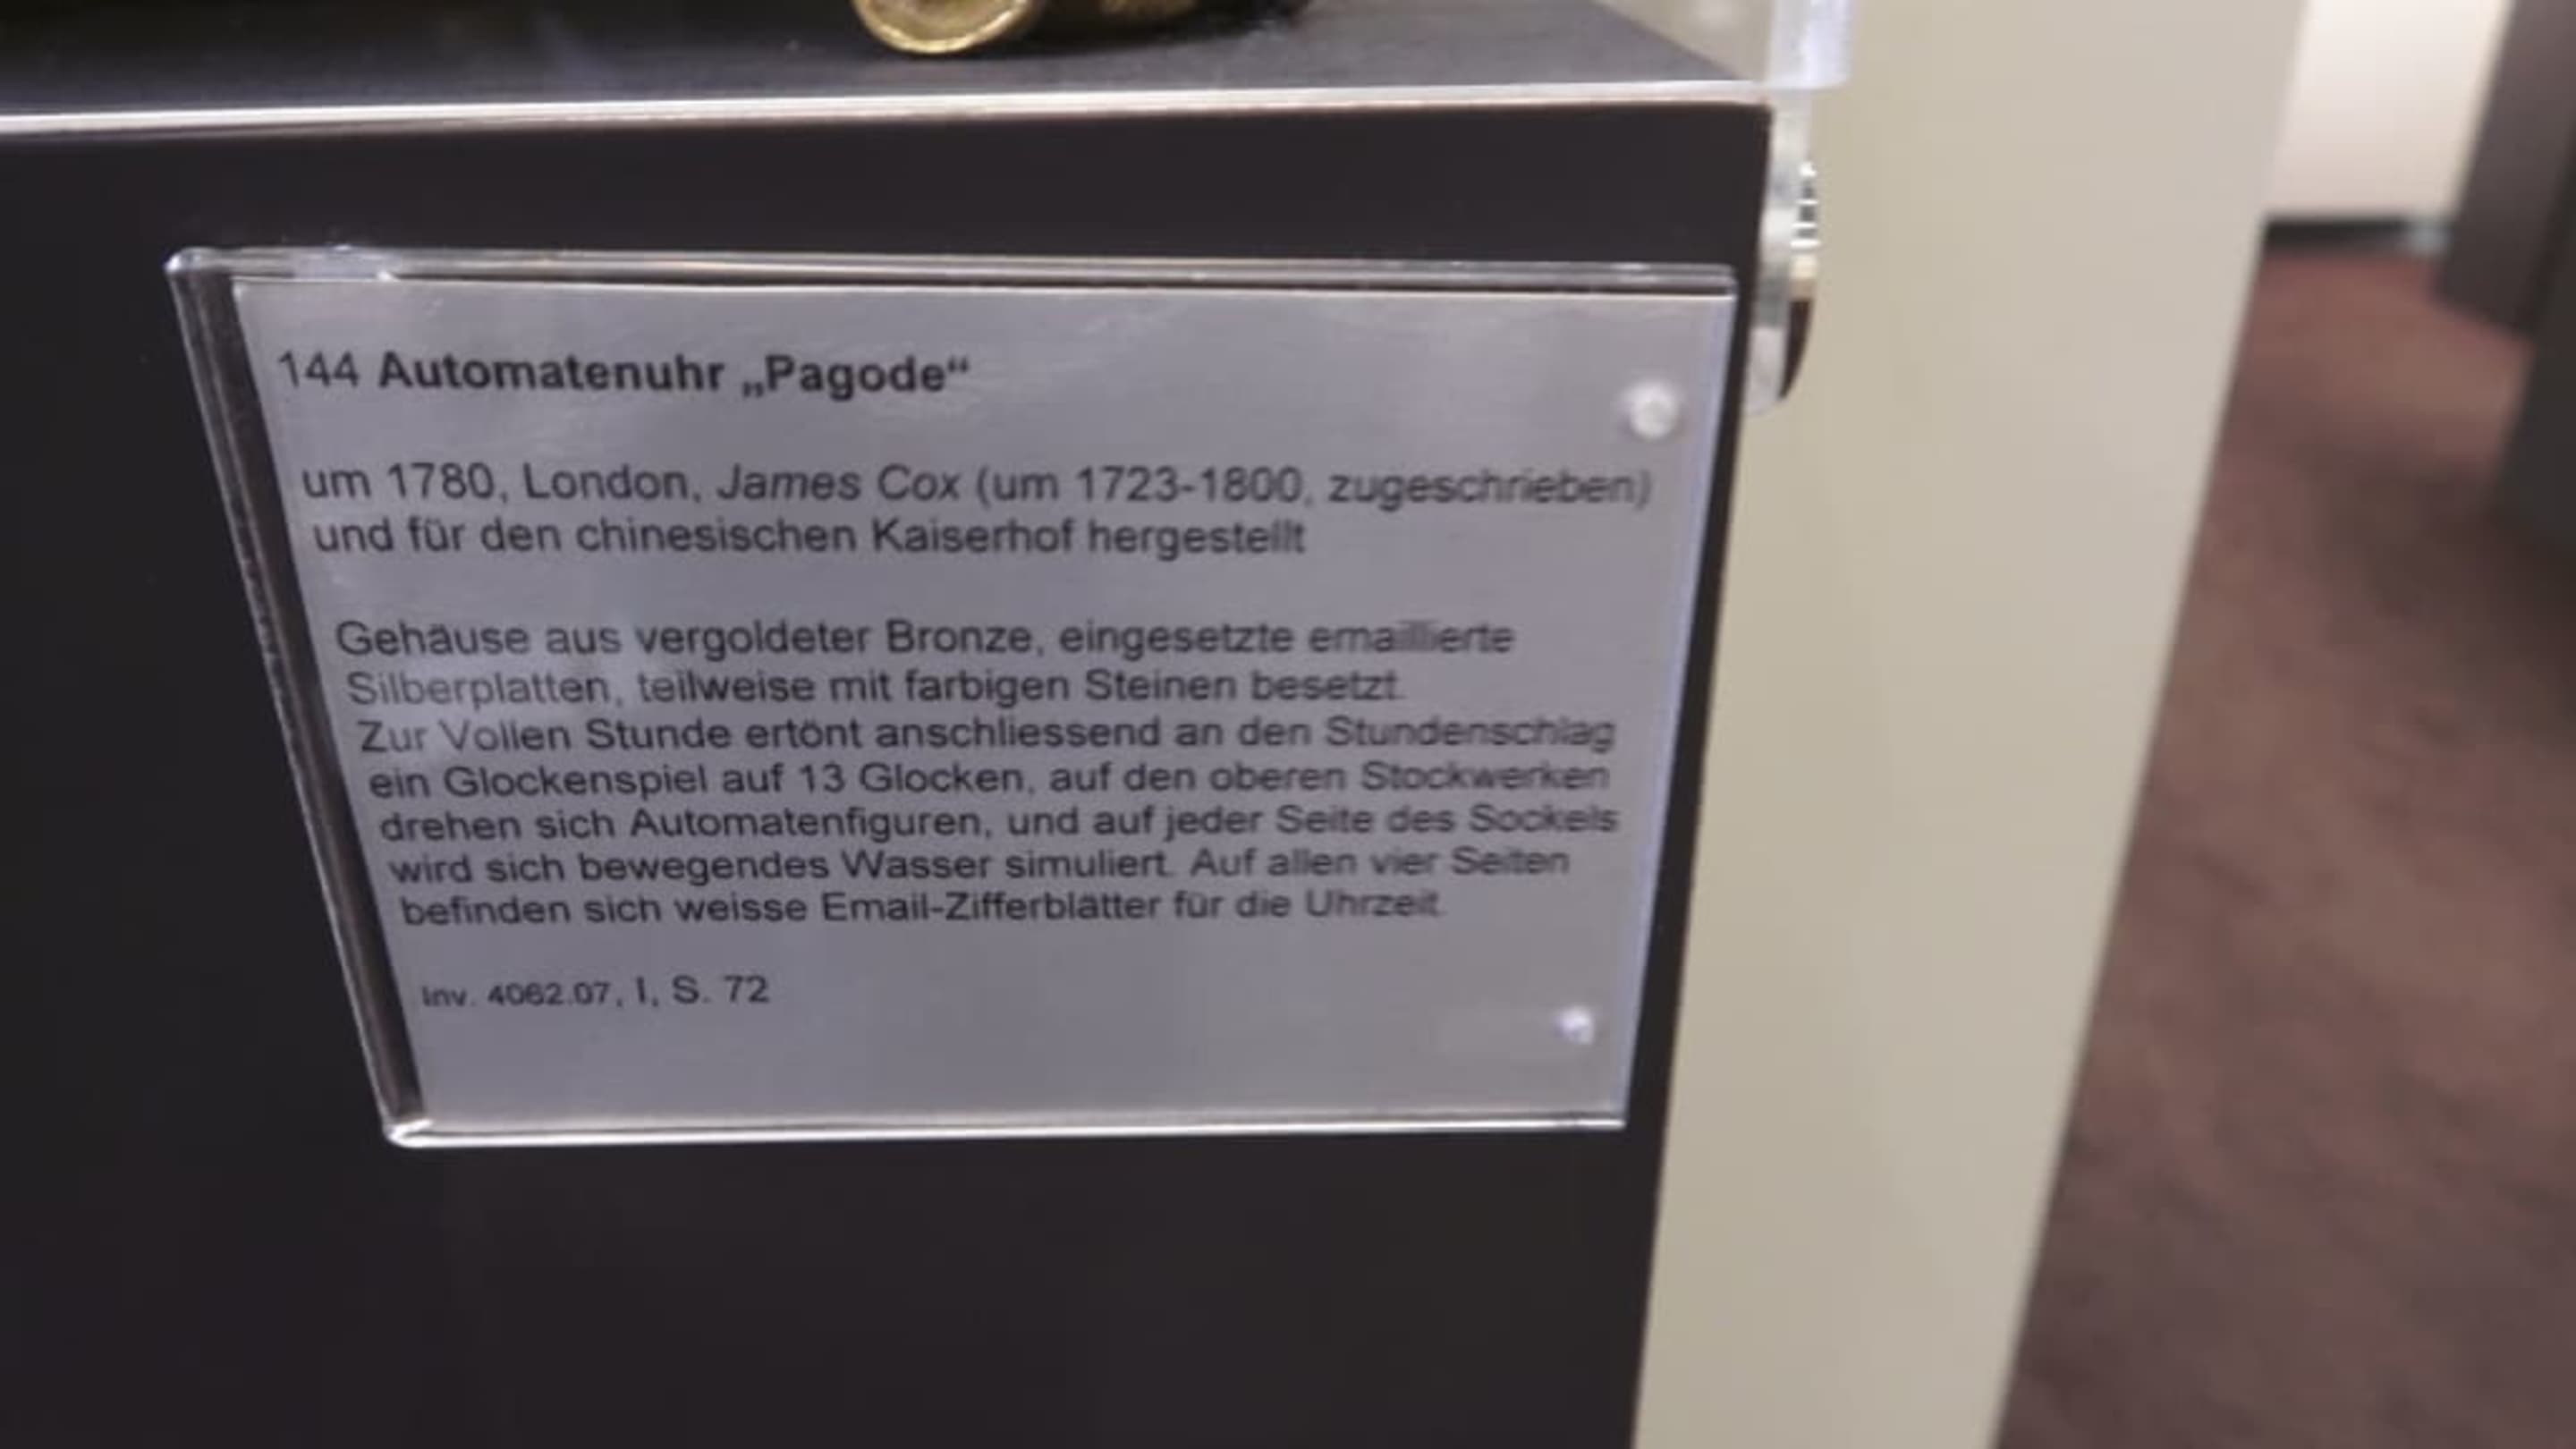 144 Automatenuhr „Pagode“
um 1780, London, James Cox (um 1723-1800, zugeschrieben)
und für den chinesischen Kaiserhof hergestellt
Gehäuse aus vergoldeter Bronze, eingesetzte emaillierte
Silberplatten, teilweise mit farbigen Steinen besetzt.
Zur Vollen Stunde ertönt anschliessend an den Stundenschlag
ein Glockenspiel auf 13 Glocken, auf den oberen Stockwerken
drehen sich Automatenfiguren, und auf jeder Seite des Sockels
wird sich bewegendes Wasser simuliert. Auf allen vier Seiten
befinden sich weisse Email-Zifferblätter für die Uhrzeit.
Inv. 4062.07, I, S. 72